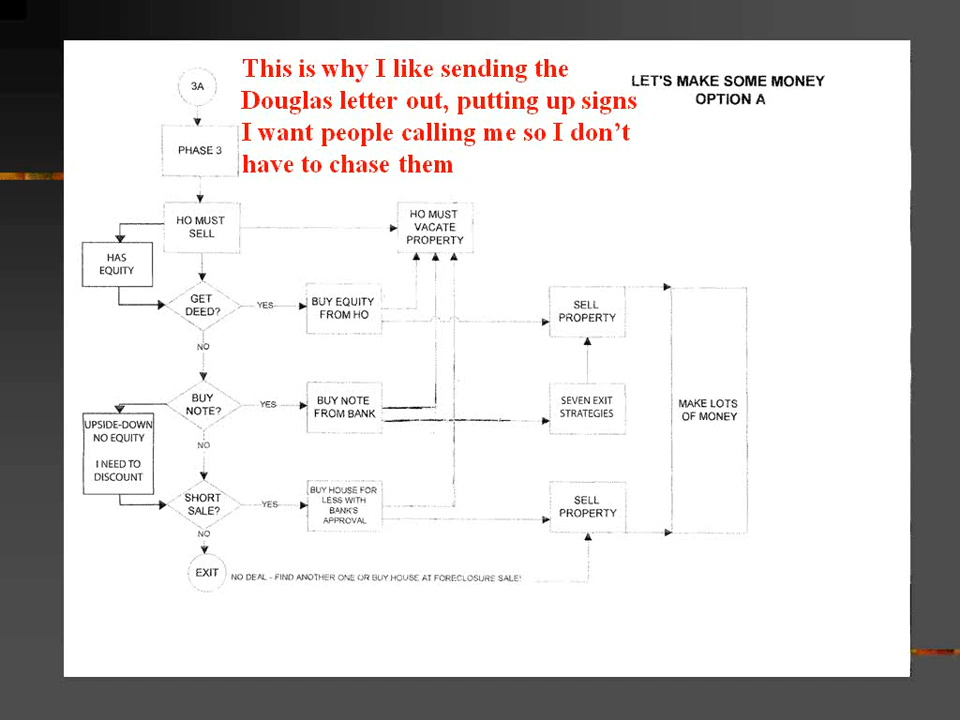 This is why I like sending the
Douglas letter out, putting up signs
I want people calling me so I don't
have to chase them
LET'S MAKE SOME MONEY
OPTION A
3A
PHASE 3
HO MUST
SELL
HO MUST
VACATE
PROPERTY
HAS
EQUITY
GET
DEED?
YES
BUY EQUITY
FROM HO
SELL
PROPERTY
NO
BUY
NOTE?
YES
BUY NOTE
FROM BANK
SEVEN EXIT
STRATEGIES
MAKE LOTS
OF MONEY
UPSIDE-DOWN
NO EQUITY
I NEED TO
DISCOUNT
NO
SHORT
SALE?
YES
BUY HOUSE FOR
LESS WITH
BANK'S
APPROVAL
SELL
PROPERTY
NO
EXIT
NO DEAL - FIND ANOTHER ONE OR BUY HOUSE AT FORECLOSURE SALE!